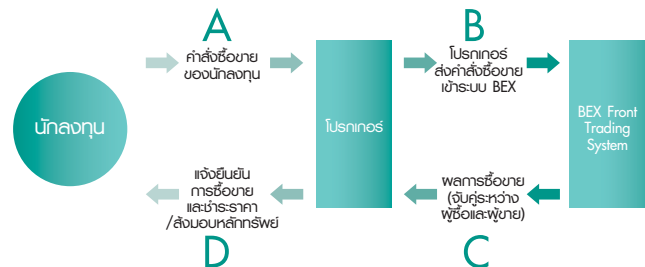 A
B
คำสั่งซื้อขาย
ของนักลงทุน
โบรกเกอร์
ส่งคำสั่งซื้อขาย
เข้าระบบ BEX
นักลงทุน
โบรกเกอร์
BEX Front
Trading
System
แจ้งยืนยัน
การซื้อขาย
และชำระราคา
/ส่งมอบหลักทรัพย์
ผลการซื้อขาย
(จับคู่ระหว่าง
ผู้ซื้อและผู้ขาย)
D
C